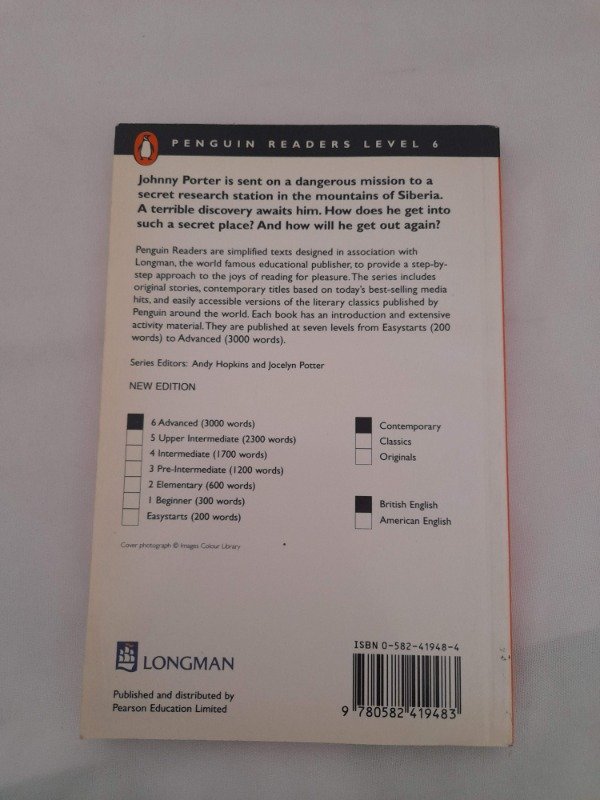 PENGUIN READERS LEVEL 6
Johnny Porter is sent on a dangerous mission to a
secret research station in the mountains of Siberia.
A terrible discovery awaits him. How does he get into
such a secret place? And how will he get out again?
Penguin Readers are simplified texts designed in association with
Longman, the world famous educational publisher, to provide a step-by-
step approach to the joys of reading for pleasure. The series includes
original stories, contemporary titles based on today's best-selling media
hits, and easily accessible versions of the literary classics published by
Penguin around the world. Each book has an introduction and extensive
activity material. They are published at seven levels from Easystarts (200
words) to Advanced (3000 words).
Series Editors: Andy Hopkins and Jocelyn Potter
NEW EDITION
6 Advanced (3000 words)
5 Upper Intermediate (2300 words)
4 Intermediate (1700 words)
3 Pre-Intermediate (1200 words)
2 Elementary (600 words)
1 Beginner (300 words)
Easystarts (200 words)
Contemporary
Classics
Originals
British English
American English
Cover photograph © Images Colour Library
LONGMAN
Published and distributed by
Pearson Education Limited
ISBN 0-582-41948-4
9 780582 419483